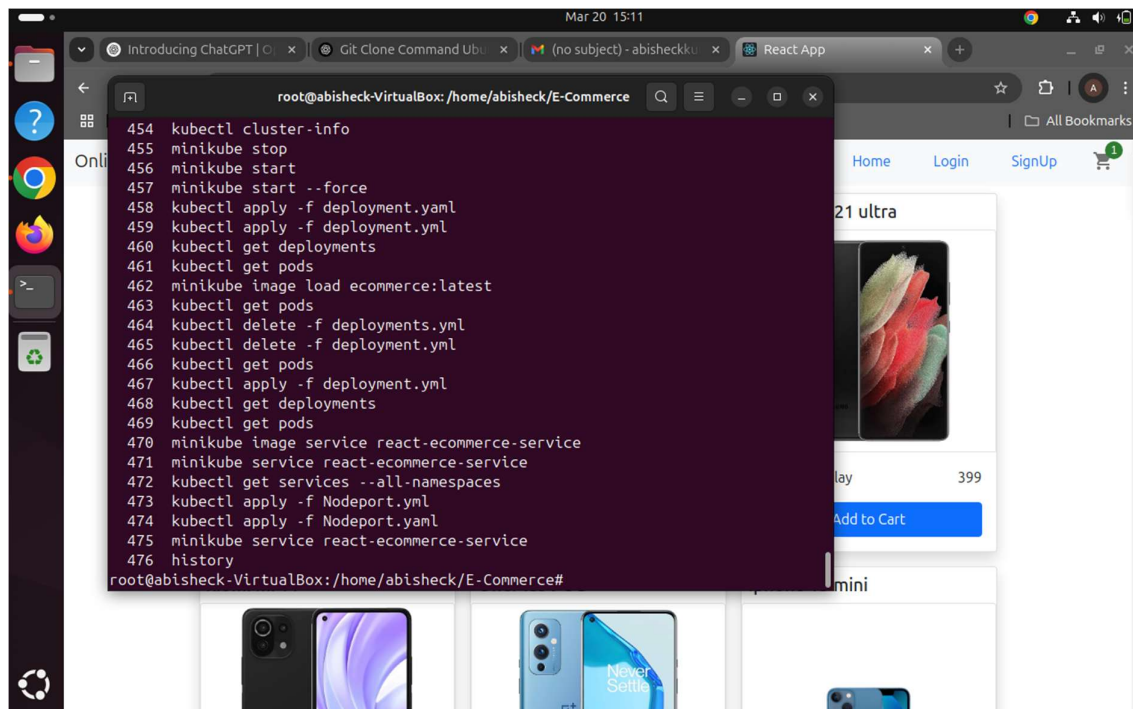 Mar 20 15:11
Introducing ChatGPT | O
Git Clone Command Ubu
(no subject) - abisheckku
React App
root@abisheck-VirtualBox: /home/abisheck/E-Commerce
A
All Bookmarks
Onli
Home
Login
SignUp
1
454 kubectl cluster-info
455 minikube stop
456 minikube start
457 minikube start --force
458 kubectl apply -f deployment.yaml
459 kubectl apply -f deployment.yml
460 kubectl get deployments
461 kubectl get pods
462 minikube image load ecommerce:latest
463 kubectl get pods
464 kubectl delete -f deployments.yml
465 kubectl delete -f deployment.yml
466 kubectl get pods
467 kubectl apply -f deployment.yml
468 kubectl get deployments
469 kubectl get pods
470 minikube image service react-ecommerce-service
471 minikube service react-ecommerce-service
472 kubectl get services --all-namespaces
473 kubectl apply -f Nodeport.yml
474 kubectl apply -f Nodeport.yaml
475 minikube service react-ecommerce-service
476 history
root@abisheck-VirtualBox:/home/abisheck/E-Commerce#
21 ultra
lay 399
Add to Cart
mini
Never
Settle